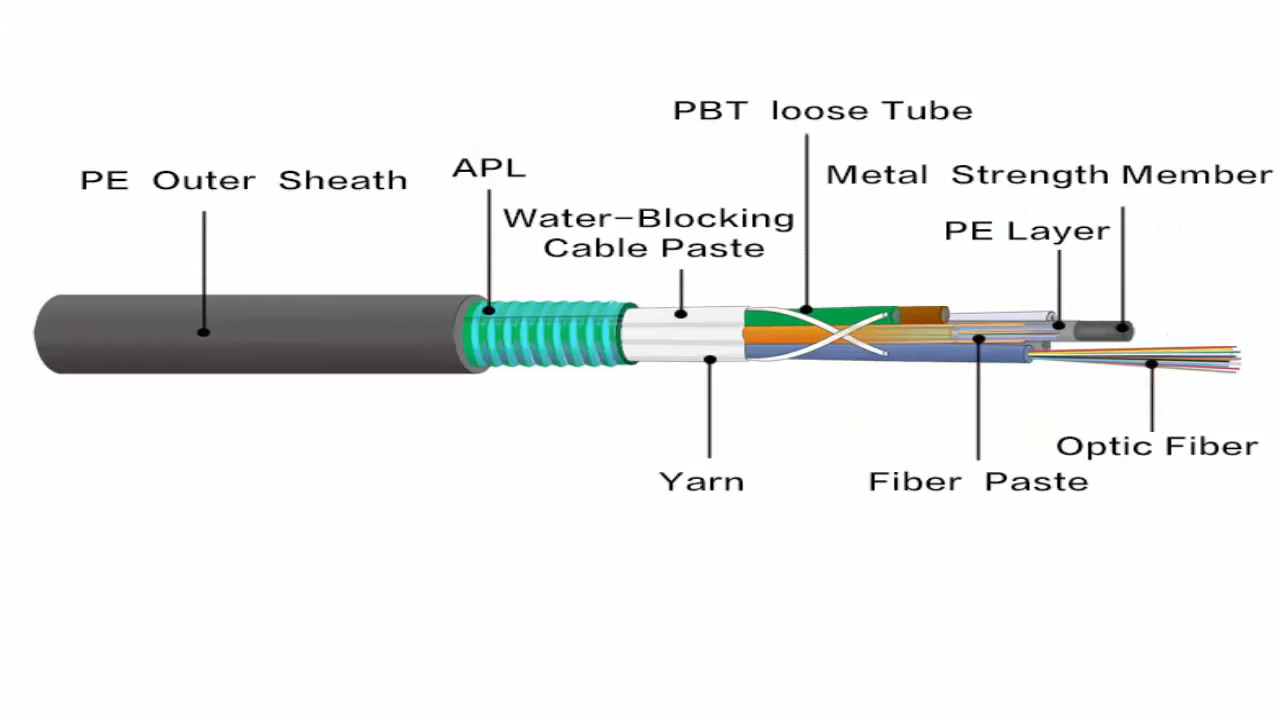 PBT loose Tube
APL
PE Outer Sheath
Metal Strength Member
Water-Blocking
Cable Paste
PE Layer
Optic Fiber
Yarn
Fiber Paste